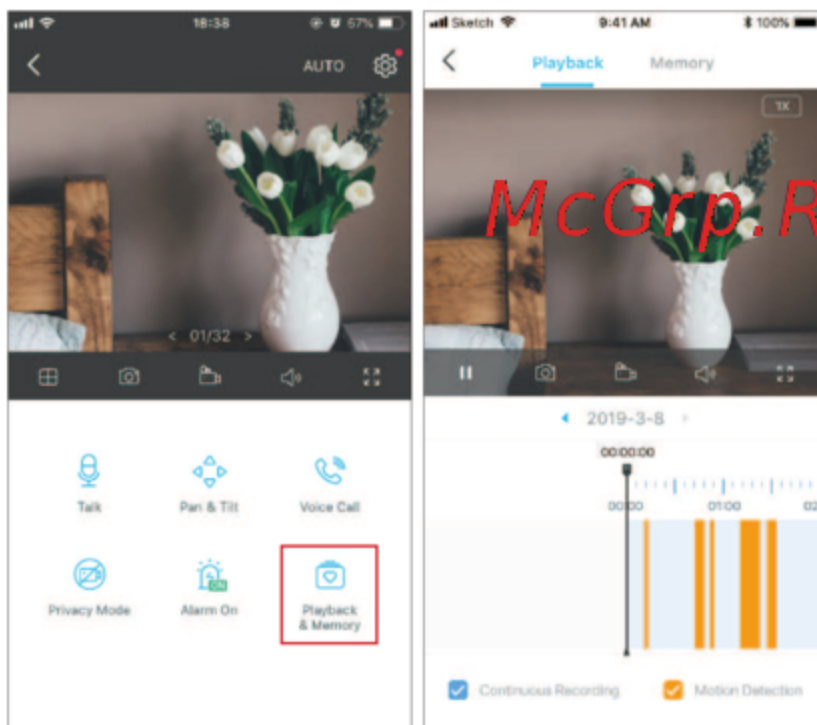 18:38
57%
AUTO
< 01/32 >
Talk
Pan & Tilt
Voice Call
ON
Privacy Mode
Alarm On
Playback
& Memory
Sketch
9:41 AM
100%
Playback
Memory
1X
McGrp.R
2019-3-8
00:00:00
00:00
01:00
02
Continuous Recording
Motion Detection